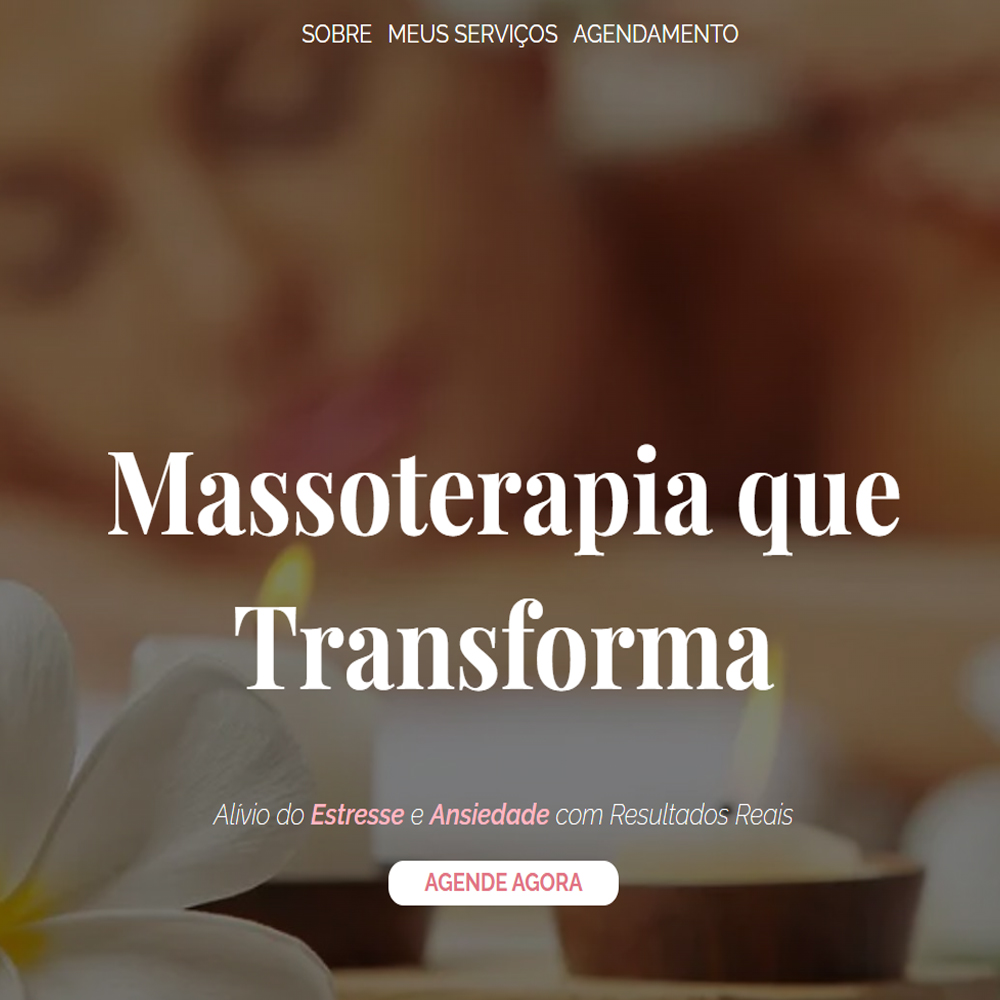 SOBRE MEUS SERVIÇOS AGENDAMENTO
Massoterapia que
Transforma
Alívio do Estresse e Ansiedade com Resultados Reais
AGENDE AGORA